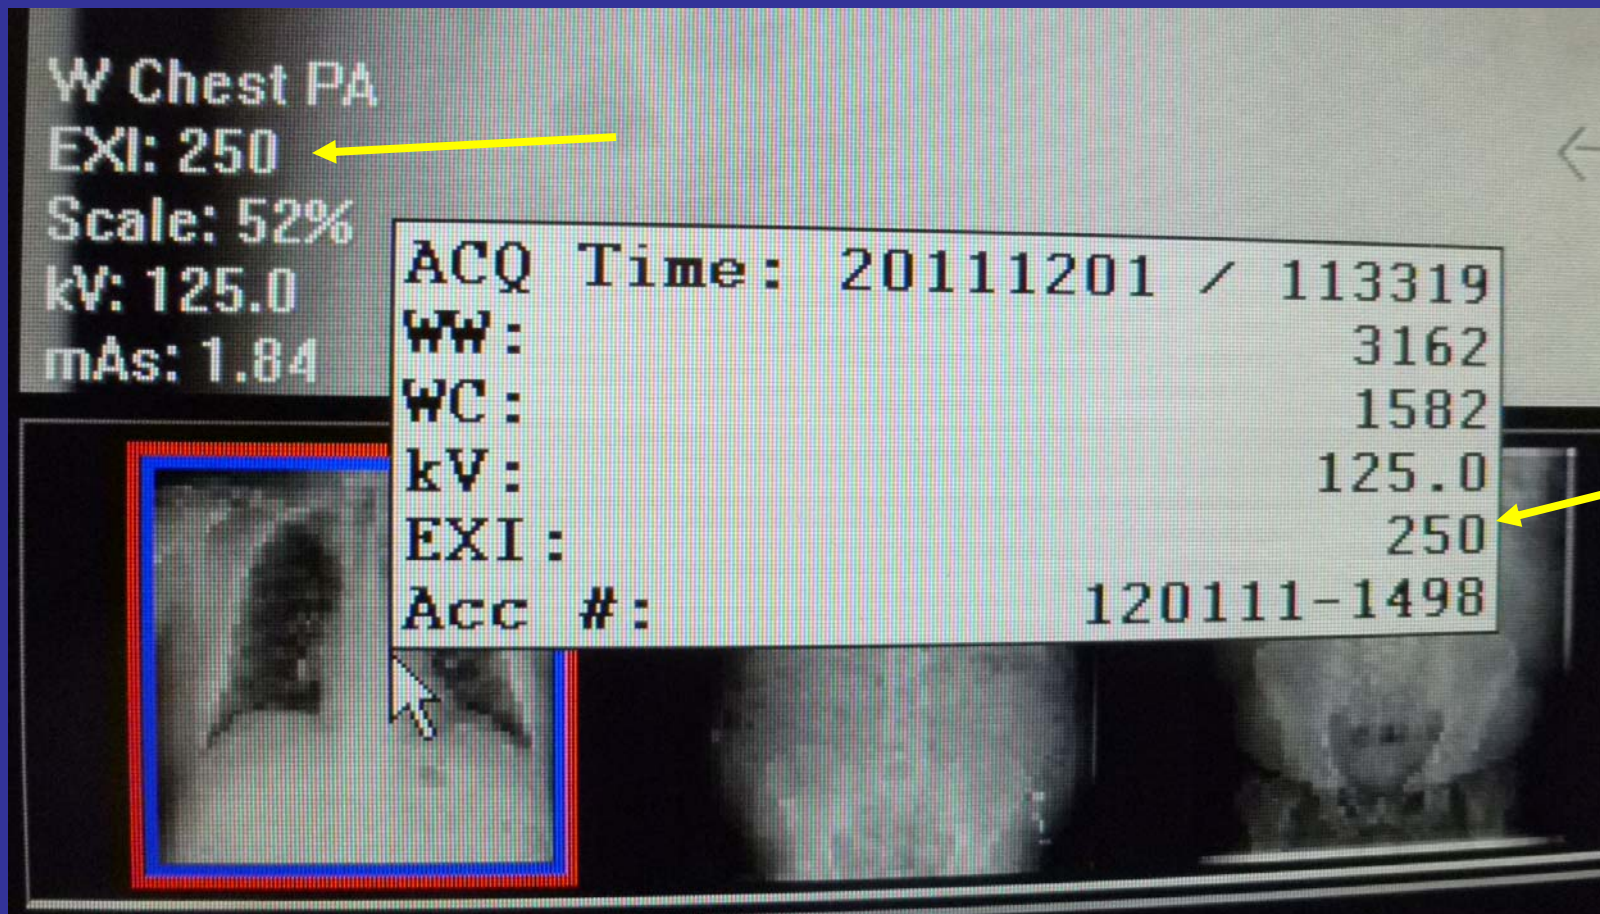 W Chest PA
EXI: 250
Scale: 52%
kV: 125.0
mAs: 1.84
ACQ Time: 20111201 / 113319
WW: 3162
WC: 1582
kV: 125.0
EXI: 250
Acc #: 120111-1498